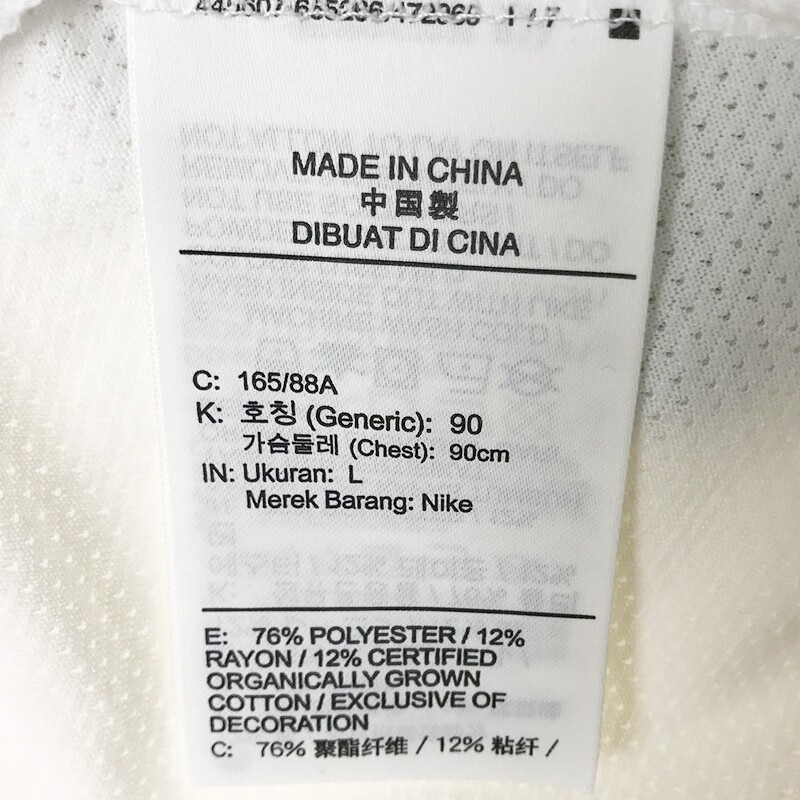 MADE IN CHINA
中国製
DIBUAT DI CINA
C: 165/88A
K: 호칭 (Generic): 90
가슴둘레 (Chest): 90cm
IN: Ukuran: L
Merek Barang: Nike
E: 76% POLYESTER / 12%
RAYON / 12% CERTIFIED
ORGANICALLY GROWN
COTTON / EXCLUSIVE OF
DECORATION
C: 76% 聚酯纤维 / 12% 粘纤 /